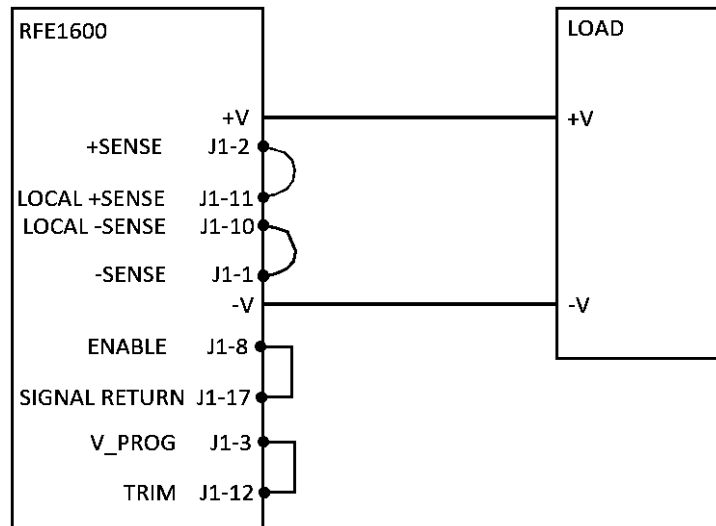 RFE1600
LOAD
+V
+V
+SENSE J1-2
LOCAL +SENSE J1-11
LOCAL -SENSE J1-10
-SENSE J1-1
-V
-V
ENABLE J1-8
SIGNAL RETURN J1-17
V_PROG J1-3
TRIM J1-12